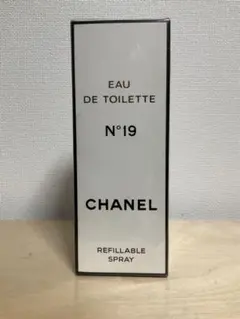 EAU
DE TOILETTE
N°19
CHANEL
REFILLABLE
SPRAY